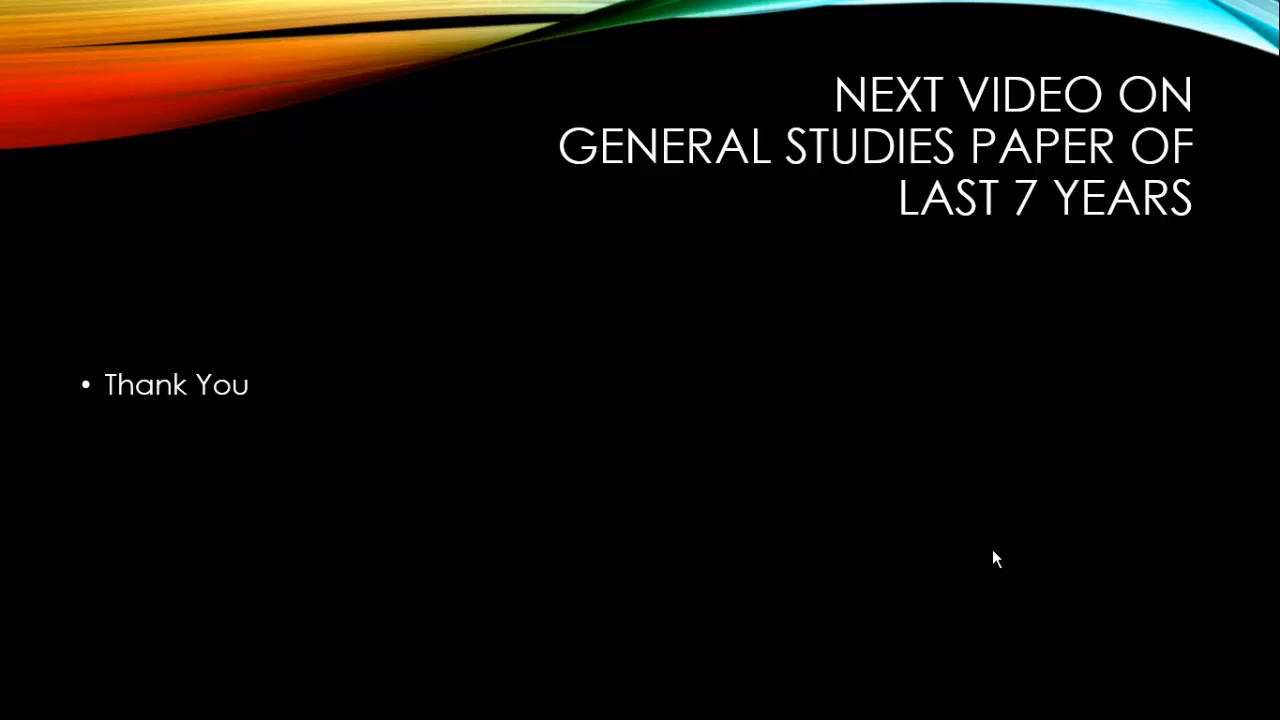 NEXT VIDEO ON
GENERAL STUDIES PAPER OF
LAST 7 YEARS
• Thank You